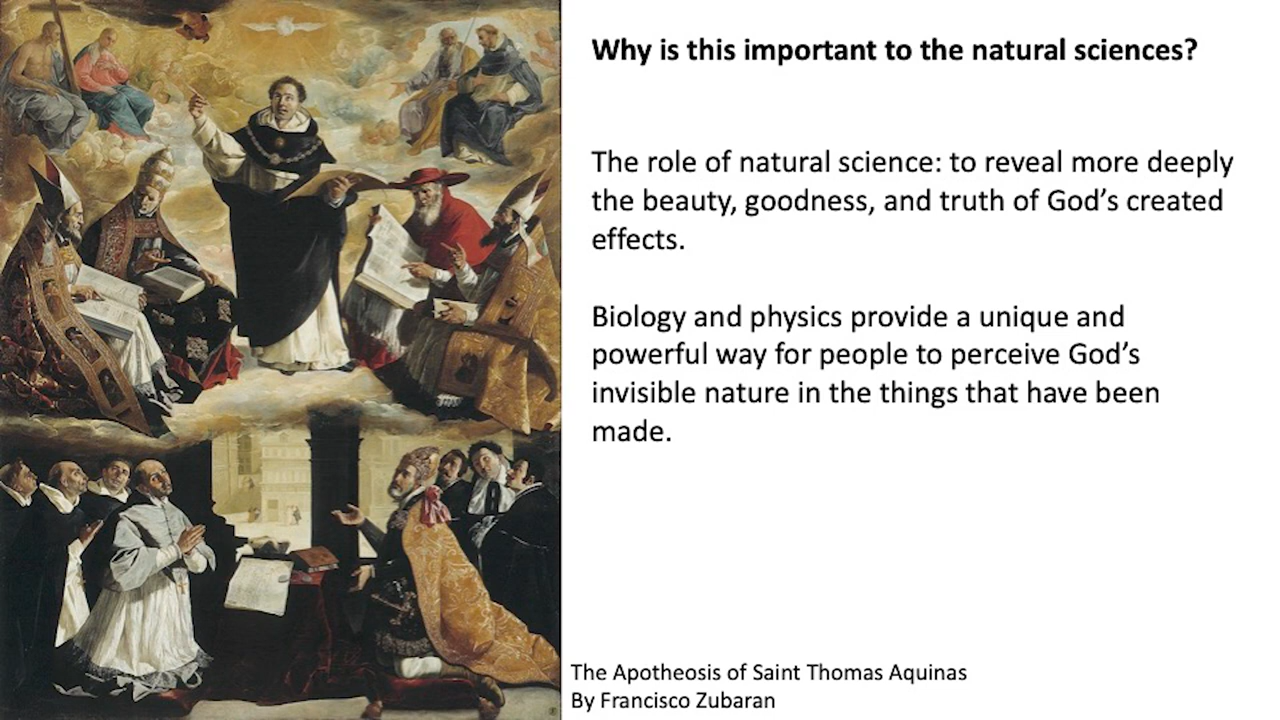 Why is this important to the natural sciences?
The role of natural science: to reveal more deeply
the beauty, goodness, and truth of God’s created
effects.
Biology and physics provide a unique and
powerful way for people to perceive God’s
invisible nature in the things that have been
made.
The Apotheosis of Saint Thomas Aquinas
By Francisco Zubaran